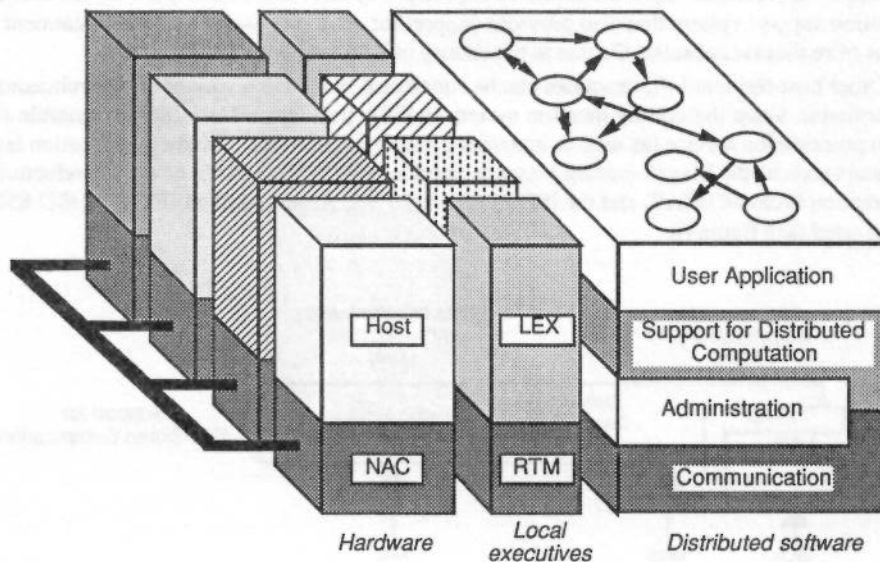 User Application
Host
LEX
Support for Distributed
Computation
Administration
NAC
RTM
Communication
Hardware
Local
executives
Distributed software